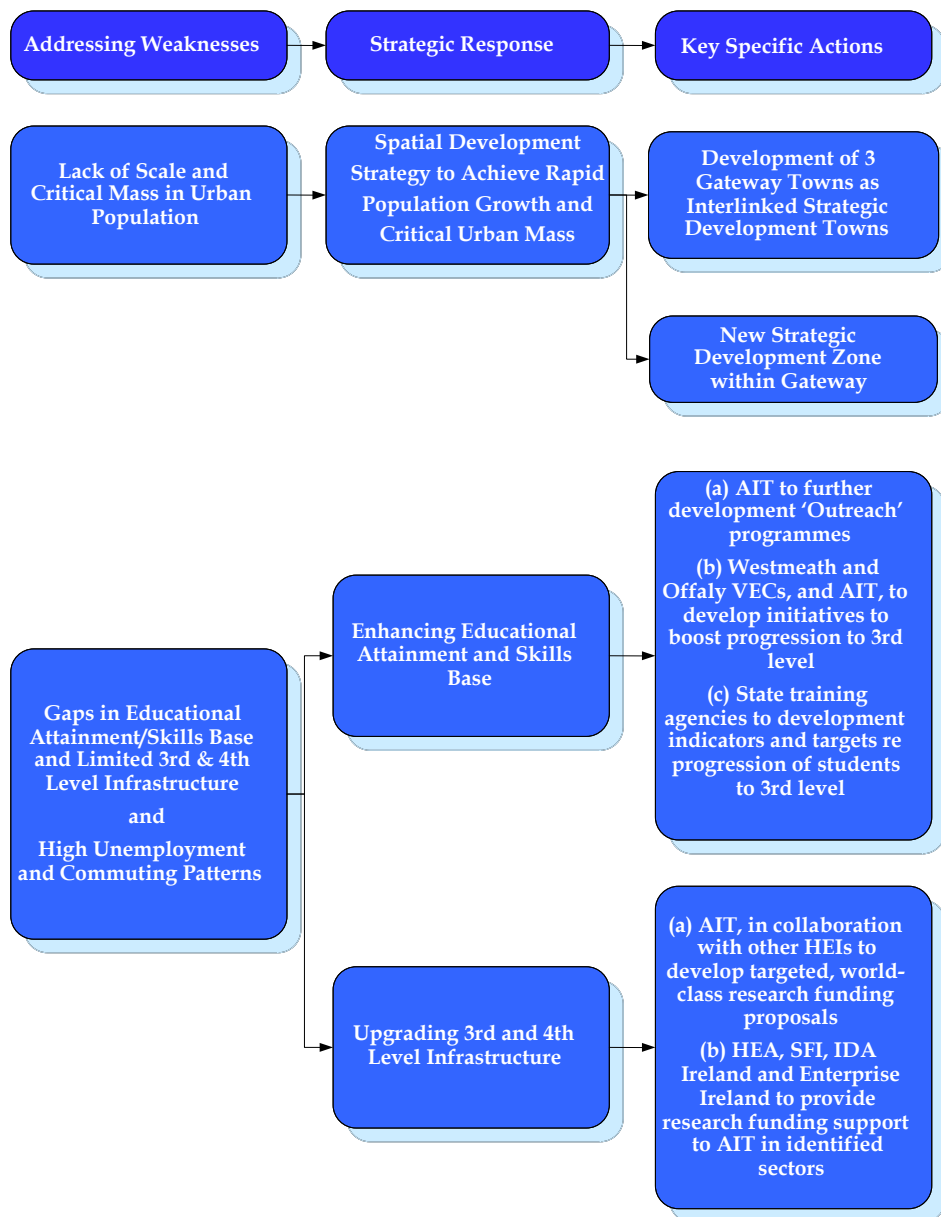 Addressing Weaknesses
Strategic Response
Key Specific Actions
Lack of Scale and
Critical Mass in Urban
Population
Spatial Development
Strategy to Achieve Rapid
Population Growth and
Critical Urban Mass
Development of 3
Gateway Towns as
Interlinked Strategic
Development Towns
New Strategic
Development Zone
within Gateway
Gaps in Educational
Attainment/Skills Base
and Limited 3rd & 4th
Level Infrastructure
and
High Unemployment
and Commuting Patterns
Enhancing Educational
Attainment and Skills
Base
(a) AIT to further
development ‘Outreach’
programmes
(b) Westmeath and
Offaly VECs, and AIT, to
develop initiatives to
boost progression to 3rd
level
(c) State training
agencies to development
indicators and targets re
progression of students
to 3rd level
Upgrading 3rd and 4th
Level Infrastructure
(a) AIT, in collaboration
with other HEIs to
develop targeted, world-
class research funding
proposals
(b) HEA, SFI, IDA
Ireland and Enterprise
Ireland to provide
research funding support
to AIT in identified
sectors